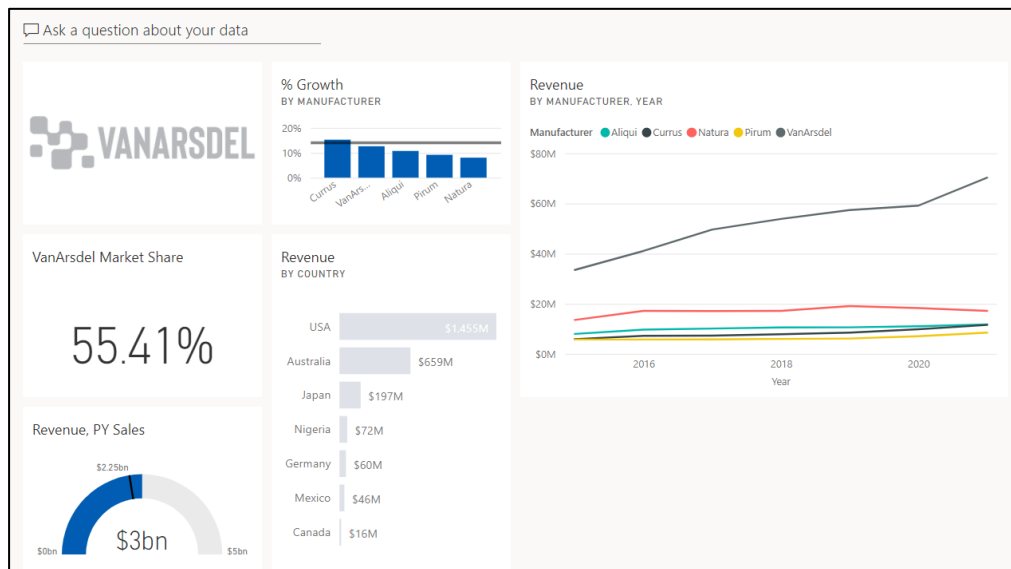 Ask a question about your data
VANARSDEL
% Growth
BY MANUFACTURER
20%
10%
0%
Currus
VanArs...
Aliqui
Pirum
Natura
Revenue
BY MANUFACTURER, YEAR
Manufacturer Aliqui Currus Natura Pirum VanArsdel
$80M
$60M
$40M
$20M
$0M
2016 2018 2020
Year
VanArsdel Market Share
55.41%
Revenue
BY COUNTRY
USA $1,455M
Australia $659M
Japan $197M
Nigeria $72M
Germany $60M
Mexico $46M
Canada $16M
Revenue, PY Sales
$2.25bn
$3bn
$0bn $5bn